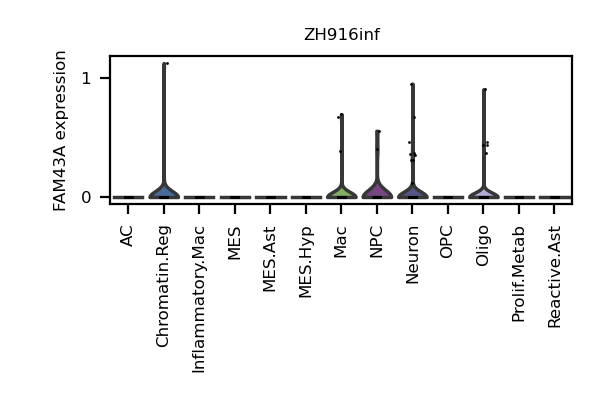 ZH916inf
FAM43A expression
1
0
AC
Chromatin.Reg
Inflammatory.Mac
MES
MES.Ast
MES.Hyp
Mac
NPC
Neuron
OPC
Oligo
Prolif.Metab
Reactive.Ast